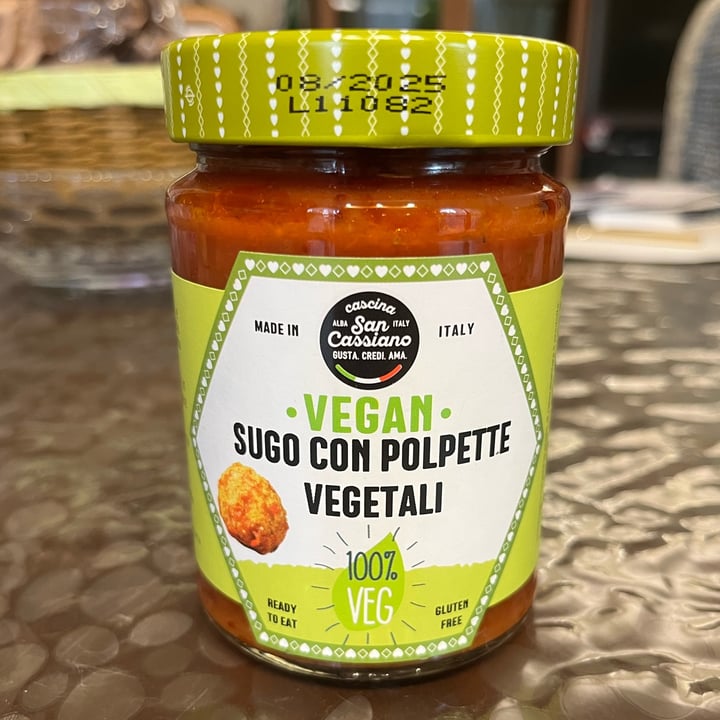 08/2025
L11082
cascina
ALBA San ITALY
Cassiano
GUSTA. CREDI. AMA.
MADE IN ITALY
•VEGAN•
SUGO CON POLPETTE
VEGETALI
100%
VEG
READY
TO EAT
GLUTEN
FREE